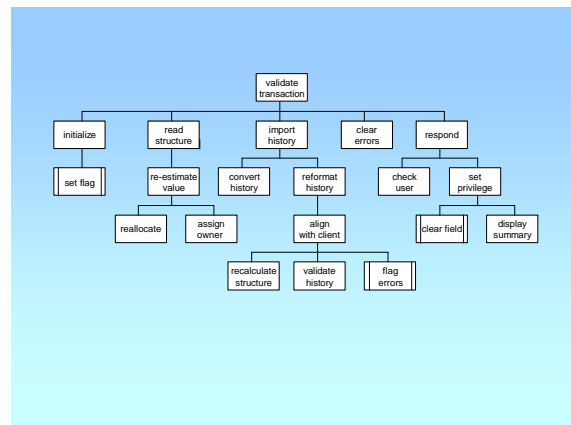 validate
transaction
initialize
read
structure
import
history
clear
errors
respond
set flag
re-estimate
value
convert
history
reformat
history
check
user
set
privilege
reallocate
assign
owner
align
with client
clear field
display
summary
recalculate
structure
validate
history
flag
errors